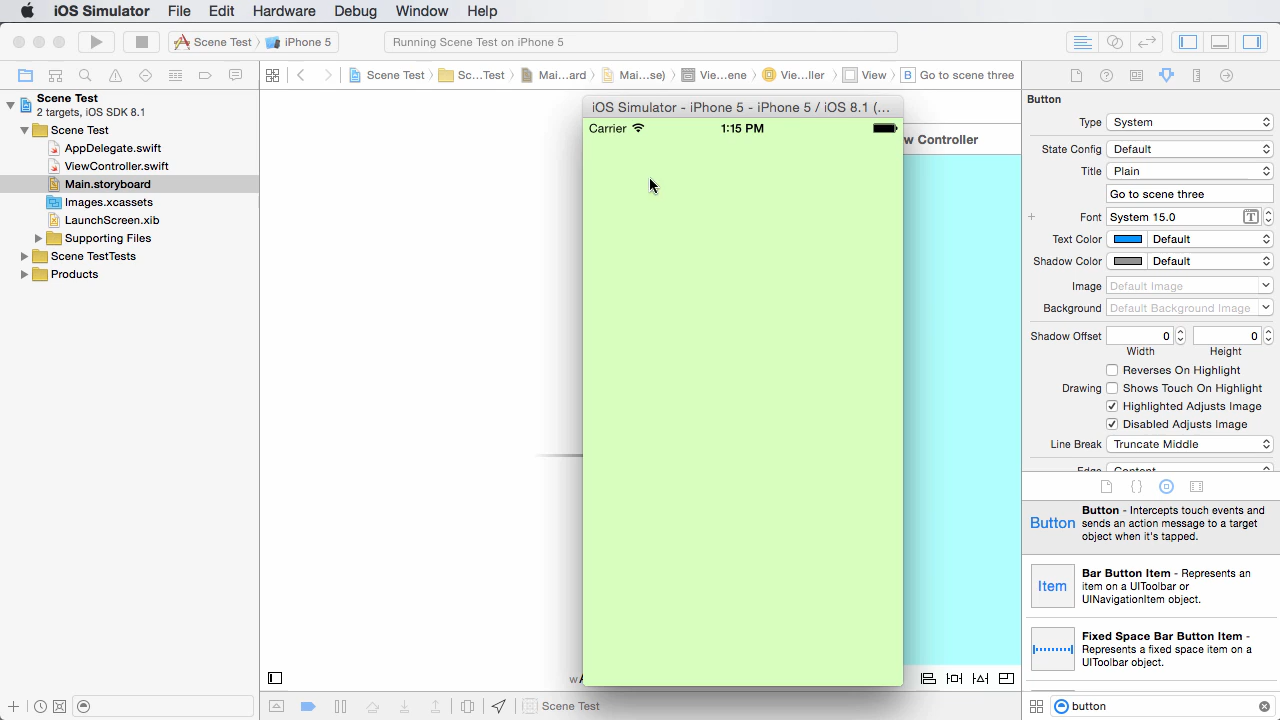 iOS Simulator File Edit Hardware Debug Window Help
Scene Test iPhone 5 Running Scene Test on iPhone 5
Scene Test Sc...Test Mai...ard Mai...se) Vie...ene Vie...ller View B Go to scene three
Scene Test
2 targets, iOS SDK 8.1
Scene Test
AppDelegate.swift
ViewController.swift
Main.storyboard
Images.xcassets
LaunchScreen.xib
Supporting Files
Scene TestTests
Products
iOS Simulator - iPhone 5 - iPhone 5 / iOS 8.1 (...
Carrier 1:15 PM
w Controller
Scene Test
Button
Type System
State Config Default
Title Plain
Go to scene three
Font System 15.0 T
Text Color Default
Shadow Color Default
Image Default Image
Background Default Background Image
Shadow Offset 0 0
Width Height
Reverses On Highlight
Drawing Shows Touch On Highlight
Highlighted Adjusts Image
Disabled Adjusts Image
Line Break Truncate Middle
Edge Content
Button Button - Intercepts touch events and
sends an action message to a target
object when it's tapped.
Item Bar Button Item - Represents an
item on a UIToolbar or
UINavigationItem object.
Fixed Space Bar Button Item -
Represents a fixed space item on a
UIToolbar object.
button